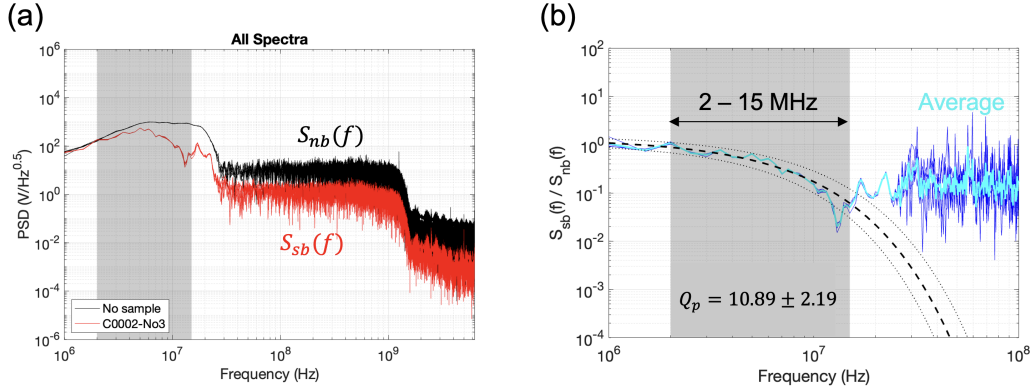 (a)
All Spectra
PSD (V/Hz^0.5)
10^6
10^4
10^2
10^0
10^-2
10^-4
10^-6
S_nb(f)
S_sb(f)
No sample
C0002-No3
10^6 10^7 10^8 10^9
Frequency (Hz)
(b)
S_sb(f) / S_nb(f)
10^2
10^1
10^0
10^-1
10^-2
10^-3
10^-4
2 – 15 MHz
Average
Q_p = 10.89 ± 2.19
10^6 10^7 10^8
Frequency (Hz)